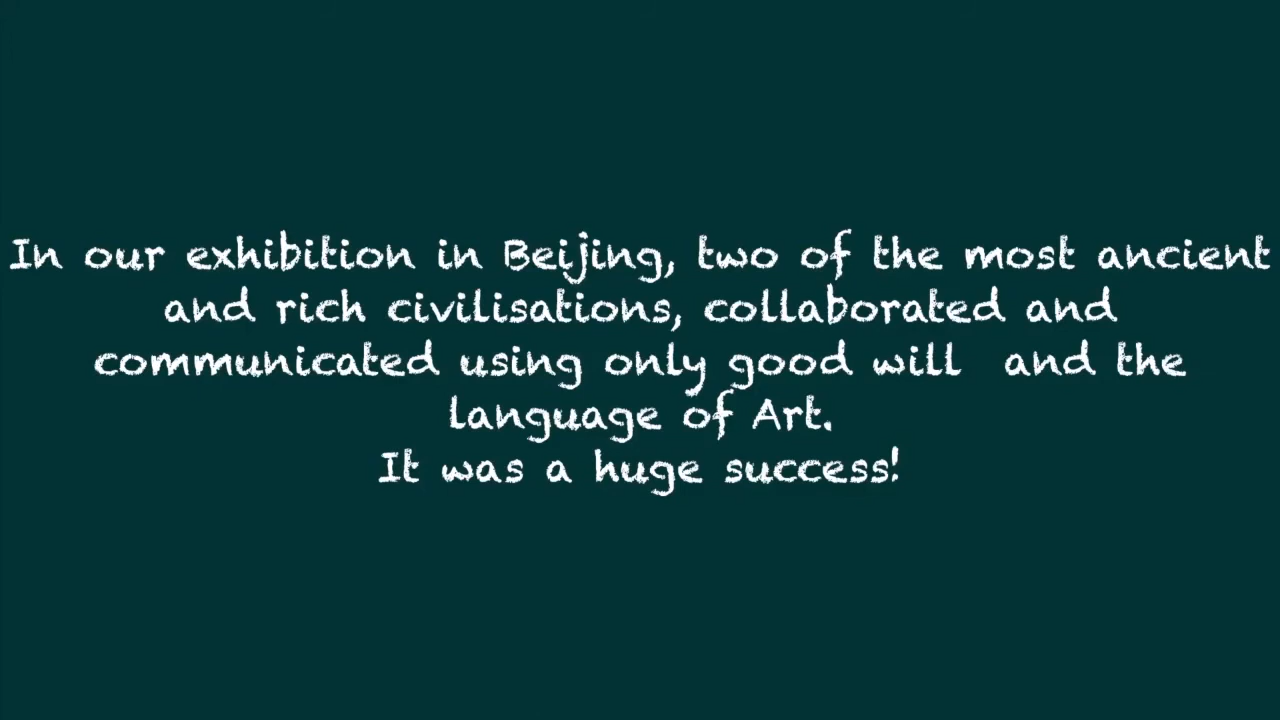 In our exhibition in Beijing, two of the most ancient
and rich civilisations, collaborated and
communicated using only good will  and the
language of Art.
It was a huge success!